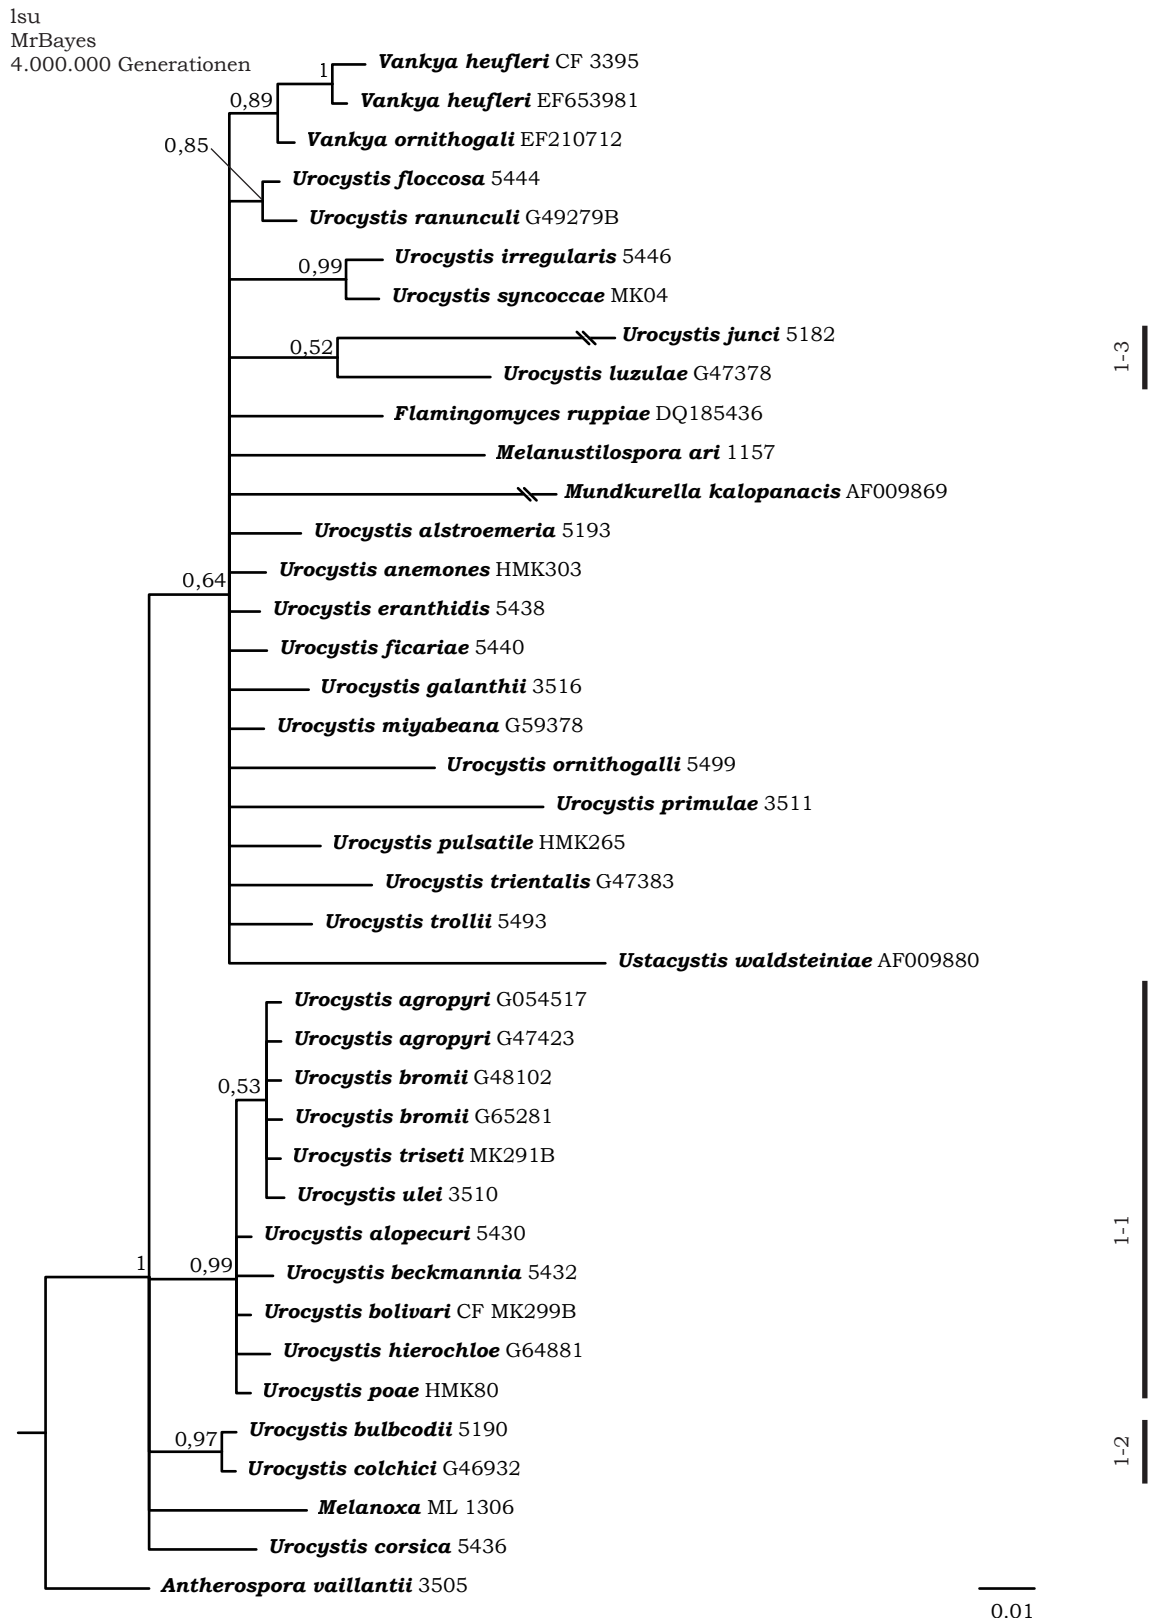 lsu
MrBayes
4.000.000 Generationen
Vankya heufleri CF 3395
1
Vankya heufleri EF653981
0,89
Vankya ornithogali EF210712
0,85
Urocystis floccosa 5444
Urocystis ranunculi G49279B
Urocystis irregularis 5446
0,99
Urocystis syncoccae MK04
Urocystis junci 5182
0,52
1-3
Urocystis luzulae G47378
Flamingomyces ruppiae DQ185436
Melanustilospora ari 1157
Mundkurella kalopanacis AF009869
Urocystis alstroemeria 5193
Urocystis anemones HMK303
0,64
Urocystis eranthidis 5438
Urocystis ficariae 5440
Urocystis galanthii 3516
Urocystis miyabeana G59378
Urocystis ornithogalli 5499
Urocystis primulae 3511
Urocystis pulsatile HMK265
Urocystis trientalis G47383
Urocystis trollii 5493
Ustacystis waldsteiniae AF009880
Urocystis agropyri G054517
Urocystis agropyri G47423
Urocystis bromii G48102
0,53
Urocystis bromii G65281
Urocystis triseti MK291B
Urocystis ulei 3510
Urocystis alopecuri 5430
1-1
1
0,99
Urocystis beckmannia 5432
Urocystis bolivari CF MK299B
Urocystis hierochloe G64881
Urocystis poae HMK80
Urocystis bulbcodii 5190
0,97
1-2
Urocystis colchici G46932
Melanoxa ML 1306
Urocystis corsica 5436
Antherospora vaillantii 3505
0.01